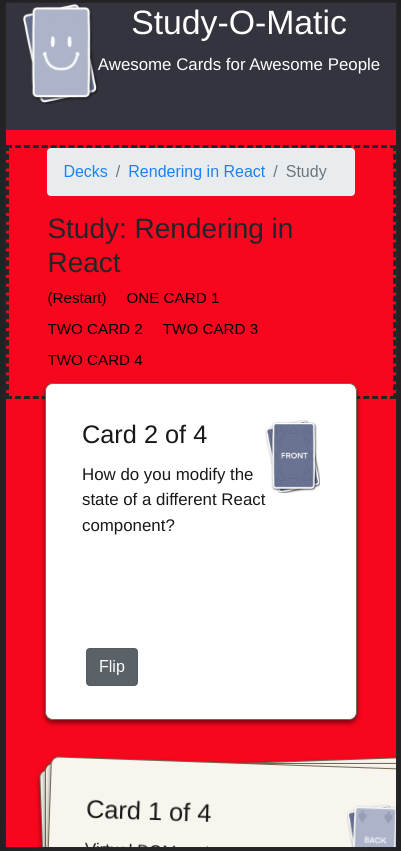 Study-O-Matic
Awesome Cards for Awesome People
Decks / Rendering in React / Study
Study: Rendering in
React
(Restart) ONE CARD 1
TWO CARD 2 TWO CARD 3
TWO CARD 4
Card 2 of 4
FRONT
How do you modify the
state of a different React
component?
Flip
Card 1 of 4
BACK
Virtual DOM